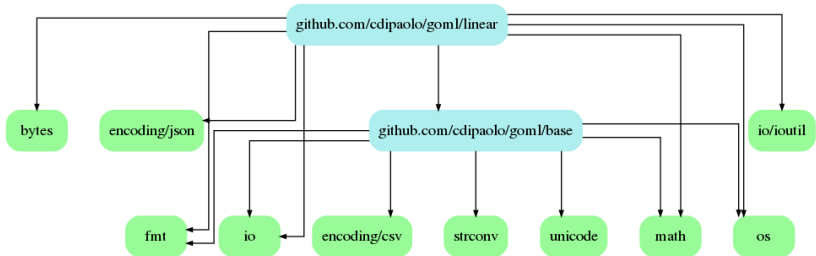 github.com/cdipaolo/goml/linear
bytes
encoding/json
github.com/cdipaolo/goml/base
io/ioutil
fmt
io
encoding/csv
strconv
unicode
math
os